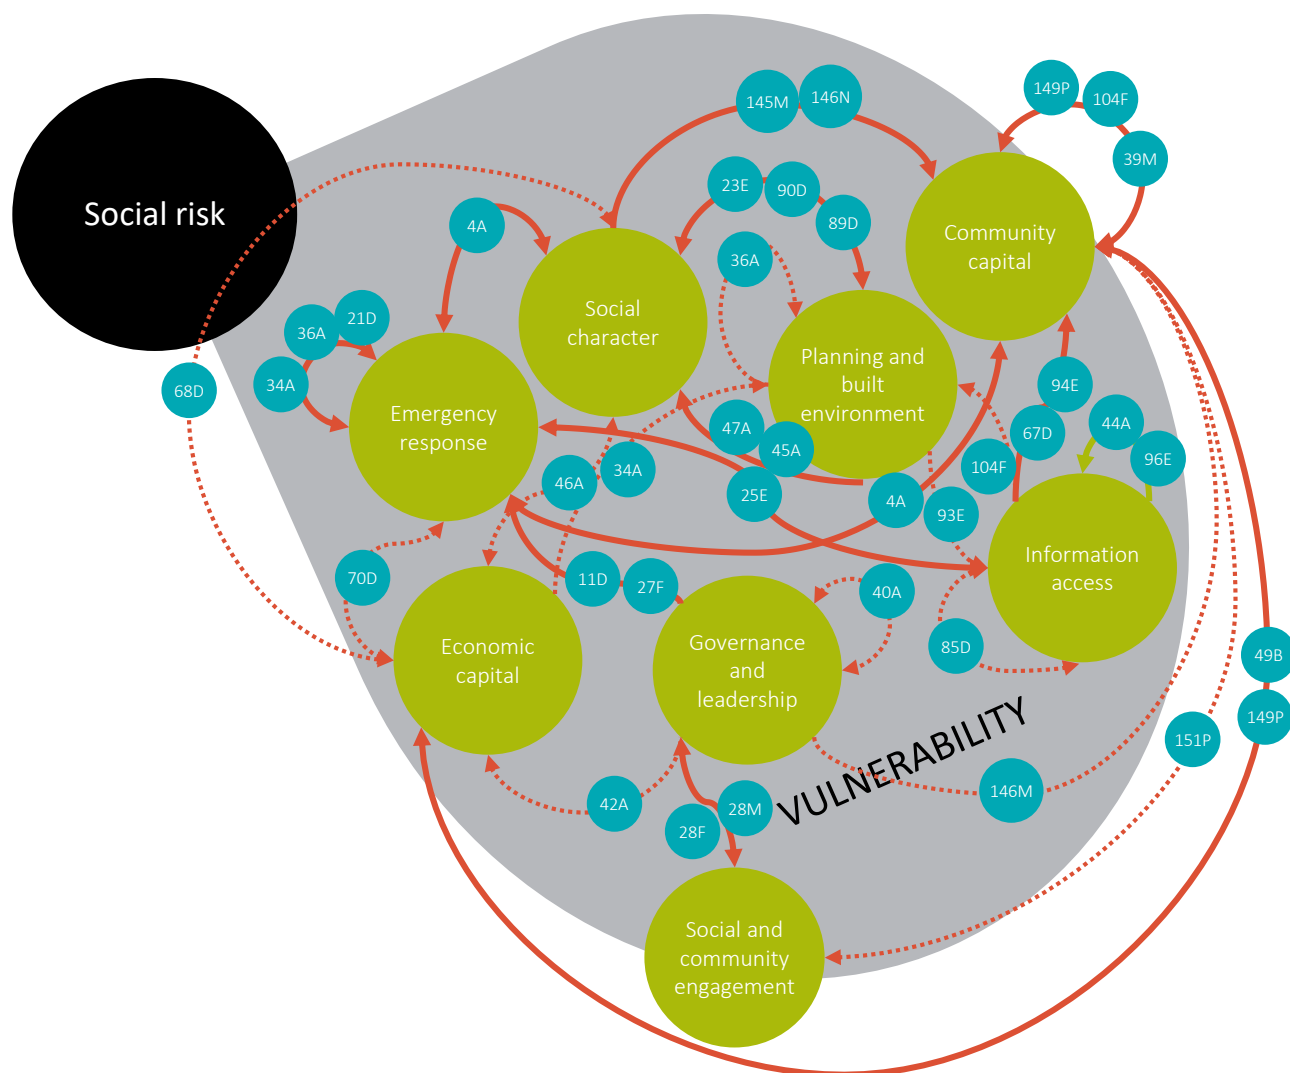 149P
104F
145M
146N
39M
23E
90D
Social risk
4A
89D
Community
capital
36A
21D
36A
Social
character
34A
68D
Planning and
built
environment
Emergency
response
94E
44A
47A
67D
45A
96E
46A
34A
104F
25E
4A
93E
Information
access
70D
11D
27F
40A
Economic
capital
Governance
and
leadership
85D
49B
149P
VULNERABILITY
151P
42A
28M
146M
28F
Social and
community
engagement